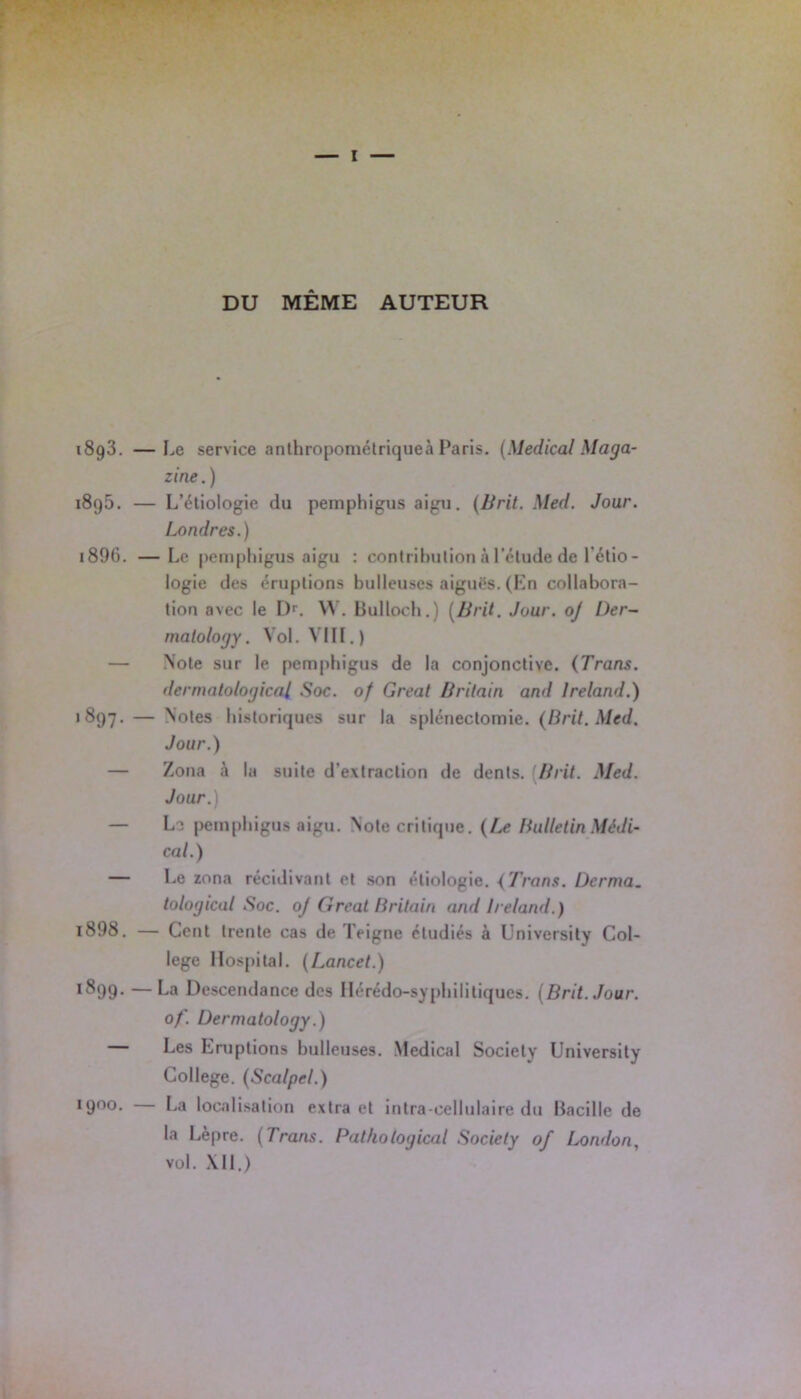 — I —
DU MÊME AUTEUR
1893. — Le service anthropométriqueà Paris. (Medical Maga-
zine.)
1895. — L'étiologie du pemphigus aigu. (Brit. Med. Jour.
Londres.)
1896. — Le pemphigus aigu : contribution à l'étude de l'étio-
logie des éruptions bulleuses aiguës. (En collabora-
tion avec le Dr. W. Bulloch.) (Brit. Jour. of Der-
matology. Vol. VIII.)
— Note sur le pemphigus de la conjonctive. (Trans.
dermatological Soc. of Great Britain and Ireland.)
1897. — Notes historiques sur la splénectomie. (Brit. Med.
Jour.)
— Zona à la suite d'extraction de dents. (Brit. Med.
Jour.)
— Le pemphigus aigu. Note critique. (Le Bulletin Médi-
cal.)
— Le zona récidivant et son étiologie. (Trans. Derma.
tological Soc. of Great Britain and Ireland.)
1898. — Cent trente cas de Teigne étudiés à University Col-
lege Hospital. (Lancet.)
1899. — La Descendance des Hérédo-syphilitiques. (Brit. Jour.
of. Dermatology.)
— Les Eruptions bulleuses. Medical Society University
College. (Scalpel.)
1900. — La localisation extra et intra-cellulaire du Bacille de
la Lèpre. (Trans. Pathological Society of London,
vol. XII.)